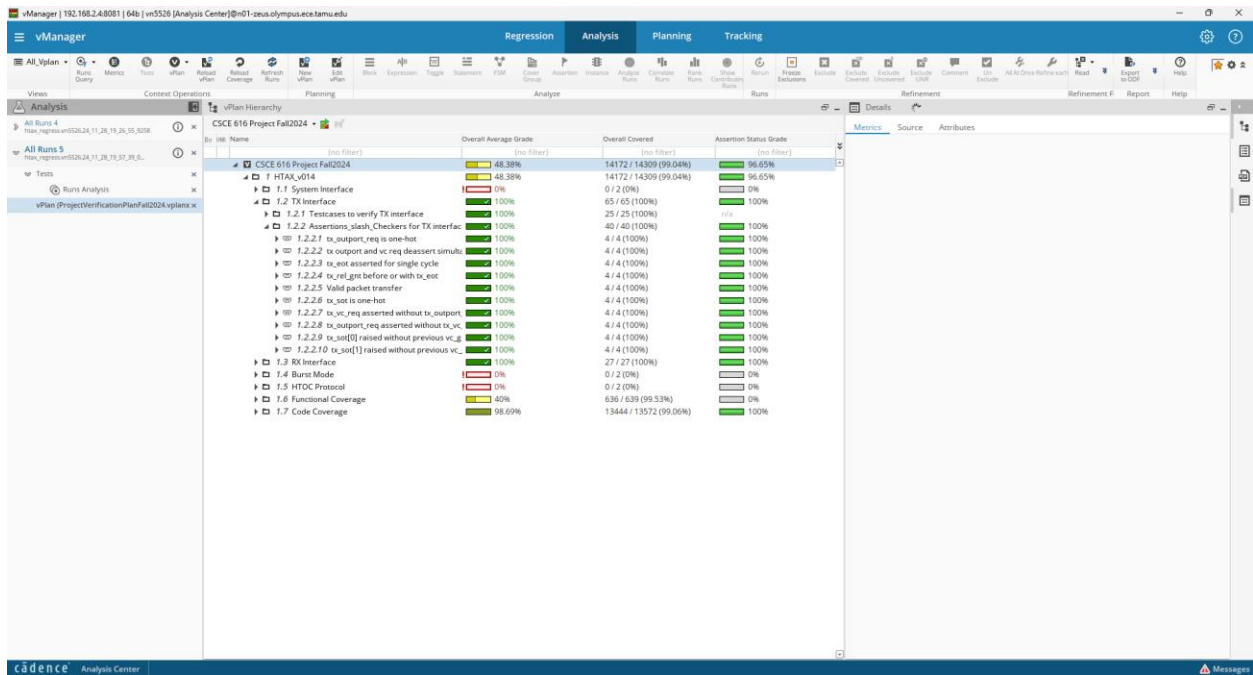 vManager | 192.168.2.4:8081 | 64b | vn5526 [Analysis Center]@n01-zeus.olympus.ece.tamu.edu
vManager Regression Analysis Planning Tracking
All_Vplan Runs Query Metrics Tests vPlan Reload vPlan Reload Coverage Refresh Runs New vPlan Edit vPlan Block Expression Toggle Statement FSM Cover Group Assertion Instance Analyze Runs Correlate Runs Rank Runs Show Contributing Runs Rerun Freeze Exclusions Exclude Exclude Covered Exclude Uncovered Exclude UNR Comment Un Exclude All At Once Refine each Read Export to ODF Help
Views Context Operations Planning Analyze Runs Refinement Refinement F Report Help
Analysis vPlan Hierarchy Details
All Runs 4
htax_regress.vn5526.24_11_28_19_26_55_9258
All Runs 5
htax_regress.vn5526.24_11_28_19_57_39_0...
Tests
Runs Analysis
vPlan (ProjectVerificationPlanFall2024.vplanx
CSCE 616 Project Fall2024
Metrics Source Attributes
Ex UNR Name Overall Average Grade Overall Covered Assertion Status Grade
(no filter) (no filter) (no filter) (no filter)
CSCE 616 Project Fall2024 48.38% 14172 / 14309 (99.04%) 96.65%
1 HTAX_v014 48.38% 14172 / 14309 (99.04%) 96.65%
1.1 System Interface 0% 0 / 2 (0%) 0%
1.2 TX Interface 100% 65 / 65 (100%) 100%
1.2.1 Testcases to verify TX interface 100% 25 / 25 (100%) n/a
1.2.2 Assertions_slash_Checkers for TX interfac 100% 40 / 40 (100%) 100%
1.2.2.1 tx_outport_req is one-hot 100% 4 / 4 (100%) 100%
1.2.2.2 tx outport and vc req deassert simulta 100% 4 / 4 (100%) 100%
1.2.2.3 tx_eot asserted for single cycle 100% 4 / 4 (100%) 100%
1.2.2.4 tx_rel_gnt before or with tx_eot 100% 4 / 4 (100%) 100%
1.2.2.5 Valid packet transfer 100% 4 / 4 (100%) 100%
1.2.2.6 tx_sot is one-hot 100% 4 / 4 (100%) 100%
1.2.2.7 tx_vc_req asserted without tx_outport_ 100% 4 / 4 (100%) 100%
1.2.2.8 tx_outport_req asserted without tx_vc_ 100% 4 / 4 (100%) 100%
1.2.2.9 tx_sot[0] raised without previous vc_g 100% 4 / 4 (100%) 100%
1.2.2.10 tx_sot[1] raised without previous vc_ 100% 4 / 4 (100%) 100%
1.3 RX Interface 100% 27 / 27 (100%) 100%
1.4 Burst Mode 0% 0 / 2 (0%) 0%
1.5 HTOC Protocol 0% 0 / 2 (0%) 0%
1.6 Functional Coverage 40% 636 / 639 (99.53%) 0%
1.7 Code Coverage 98.69% 13444 / 13572 (99.06%) 100%
cādence Analysis Center Messages